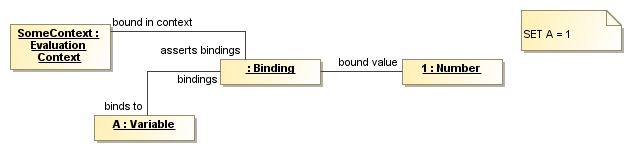 SomeContext :
Evaluation
Context
bound in context
asserts bindings
bindings
: Binding
bound value
1 : Number
binds to
A : Variable
SET A = 1